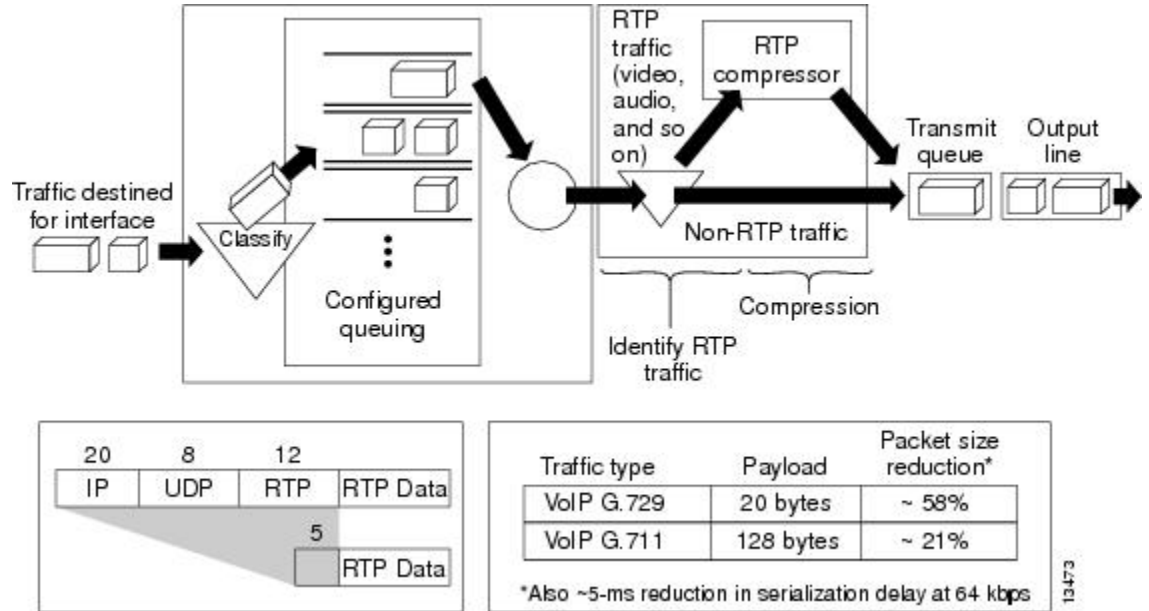 RTP
traffic
(video,
audio,
and so
on)
RTP
compressor
Transmit
queue
Output
line
Traffic destined
for interface
Classify
Non-RTP traffic
Configured
queuing
Compression
Identify RTP
traffic
20 8 12
IP UDP RTP RTP Data
5
RTP Data
Traffic type Payload Packet size
reduction*
VoIP G.729 20 bytes ~ 58%
VoIP G.711 128 bytes ~ 21%
*Also ~5-ms reduction in serialization delay at 64 kbps
13473